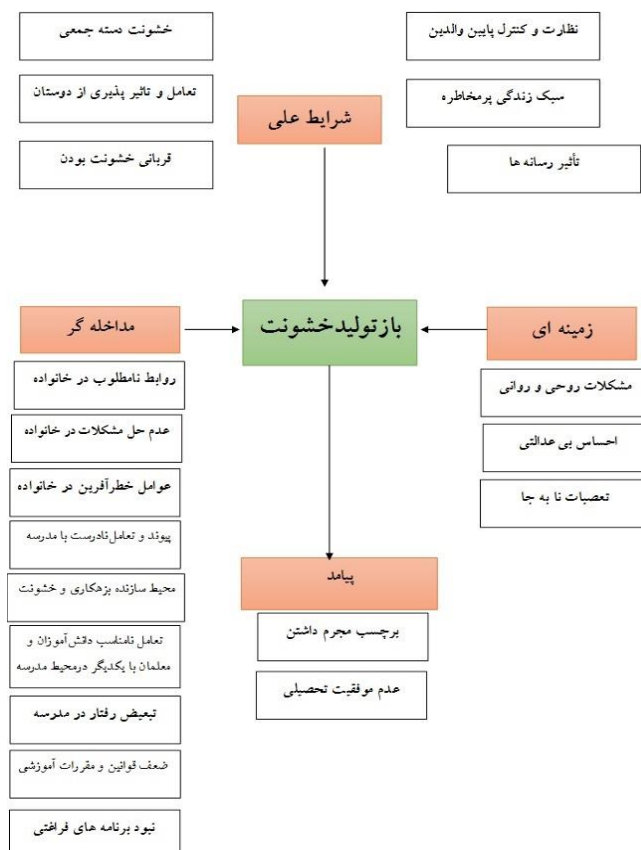 نظارت و کنترل پایین والدین
سبک زندگی پرمخاطره
تأثیر رسانه ها
شرایط علی
خشونت دسته جمعی
تعامل و تاثیر پذیری از دوستان
قربانی خشونت بودن
بازتولیدخشونت
زمینه ای
مشکلات روحی و روانی
احساس بی عدالتی
تعصبات نا به جا
مداخله گر
روابط نامطلوب در خانواده
عدم حل مشکلات در خانواده
عوامل خطرآفرین در خانواده
پیوند و تعامل نادرست با مدرسه
محیط سازنده بزهکاری و خشونت
تعامل نامناسب دانش‌آموزان و
معلمان با یکدیگر درمحیط مدرسه
تبعیض رفتار در مدرسه
ضعف قوانین و مقررات آموزشی
نبود برنامه های فراغتی
پیامد
برچسب مجرم داشتن
عدم موفقیت تحصیلی